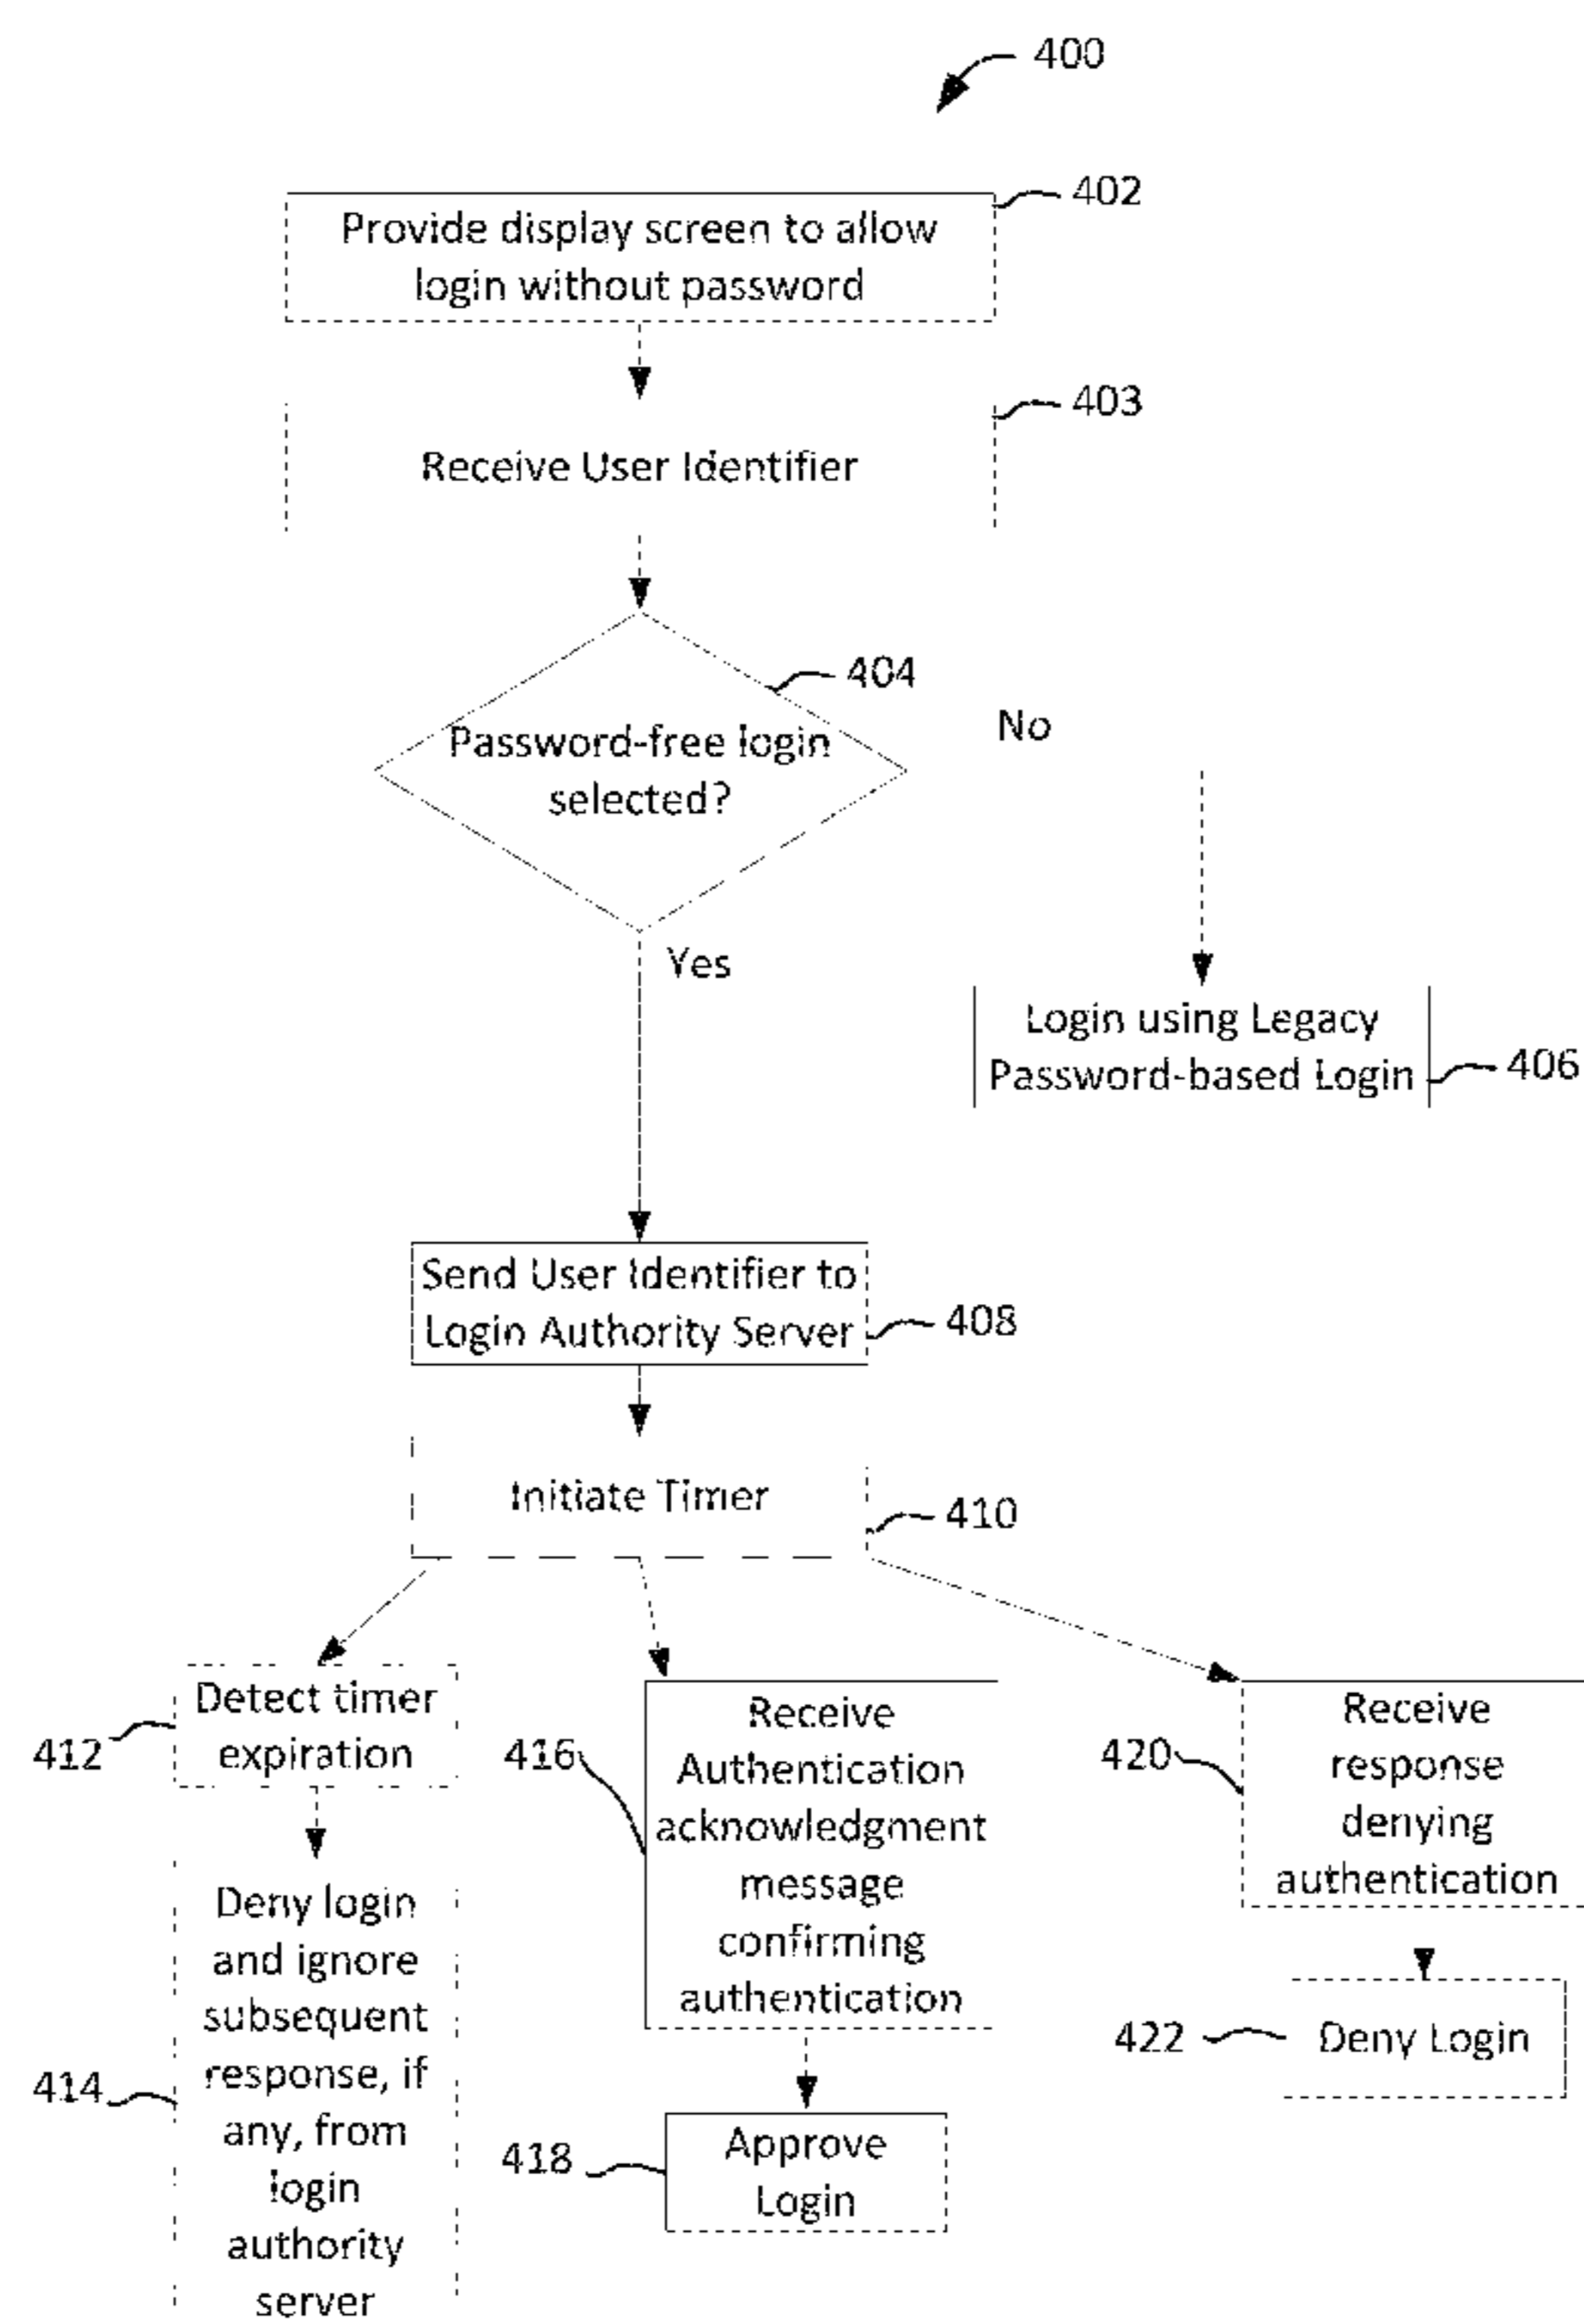 400
402
Provide display screen to allow
login without password
403
Receive User Identifier
404
No
Password-free login
selected?
Yes
Login using Legacy
Password-based Login
406
Send User Identifier to
Login Authority Server
408
Initiate Timer
410
412
Detect timer
expiration
416
Receive
Authentication
acknowledgment
message
confirming
authentication
420
Receive
response
denying
authentication
414
Deny login
and ignore
subsequent
response, if
any, from
login
authority
server
418
Approve
Login
422
Deny Login